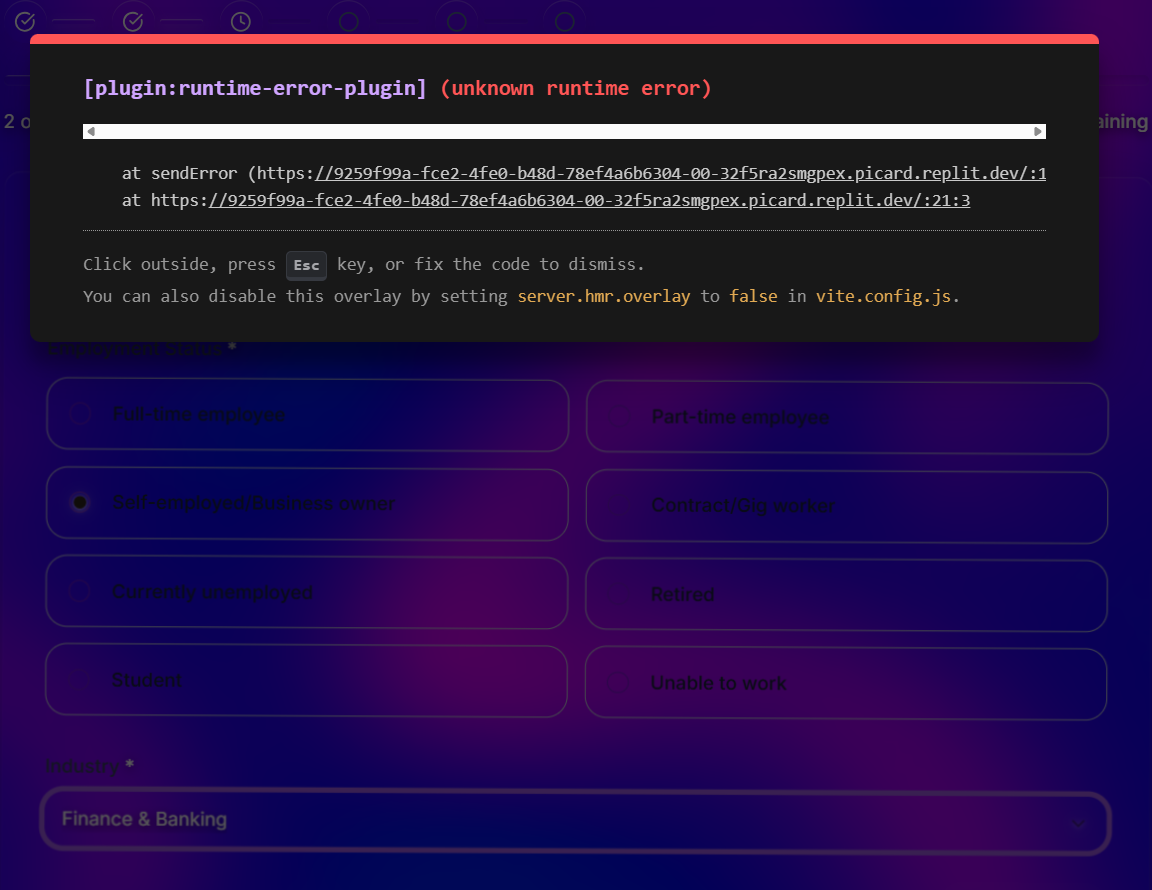 [plugin:runtime-error-plugin] (unknown runtime error)
2 o
aining
at sendError (https://9259f99a-fce2-4fe0-b48d-78ef4a6b6304-00-32f5ra2smgpex.picard.replit.dev/:1
at https://9259f99a-fce2-4fe0-b48d-78ef4a6b6304-00-32f5ra2smgpex.picard.replit.dev/:21:3
Click outside, press Esc key, or fix the code to dismiss.
You can also disable this overlay by setting server.hmr.overlay to false in vite.config.js.
Employment Status *
Full-time employee
Part-time employee
Self-employed/Business owner
Contract/Gig worker
Currently unemployed
Retired
Student
Unable to work
Industry *
Finance & Banking